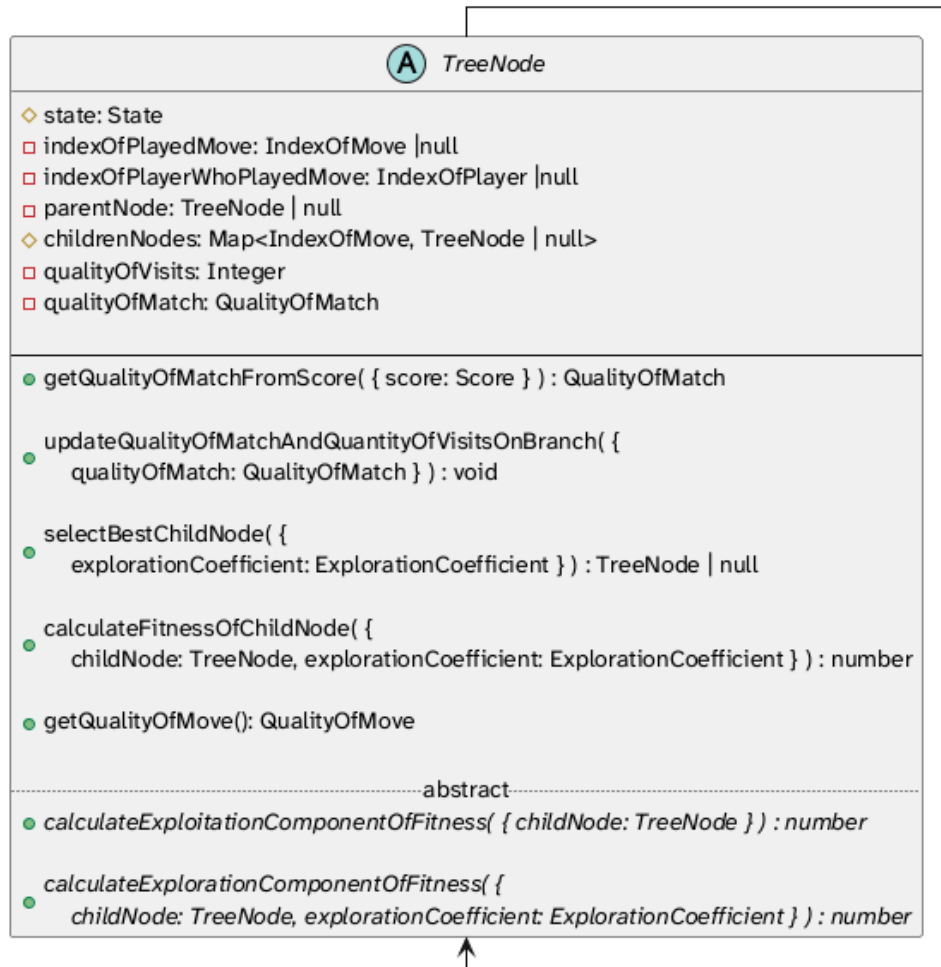 A TreeNode
state: State
indexOfPlayedMove: IndexOfMove |null
indexOfPlayerWhoPlayedMove: IndexOfPlayer |null
parentNode: TreeNode | null
childrenNodes: Map<IndexOfMove, TreeNode | null>
qualityOfVisits: Integer
qualityOfMatch: QualityOfMatch
getQualityOfMatchFromScore( { score: Score } ) : QualityOfMatch
updateQualityOfMatchAndQuantityOfVisitsOnBranch( {
qualityOfMatch: QualityOfMatch } ) : void
selectBestChildNode( {
explorationCoefficient: ExplorationCoefficient } ) : TreeNode | null
calculateFitnessOfChildNode( {
childNode: TreeNode, explorationCoefficient: ExplorationCoefficient } ) : number
getQualityOfMove(): QualityOfMove
abstract
calculateExploitationComponentOfFitness( { childNode: TreeNode } ) : number
calculateExplorationComponentOfFitness( {
childNode: TreeNode, explorationCoefficient: ExplorationCoefficient } ) : number